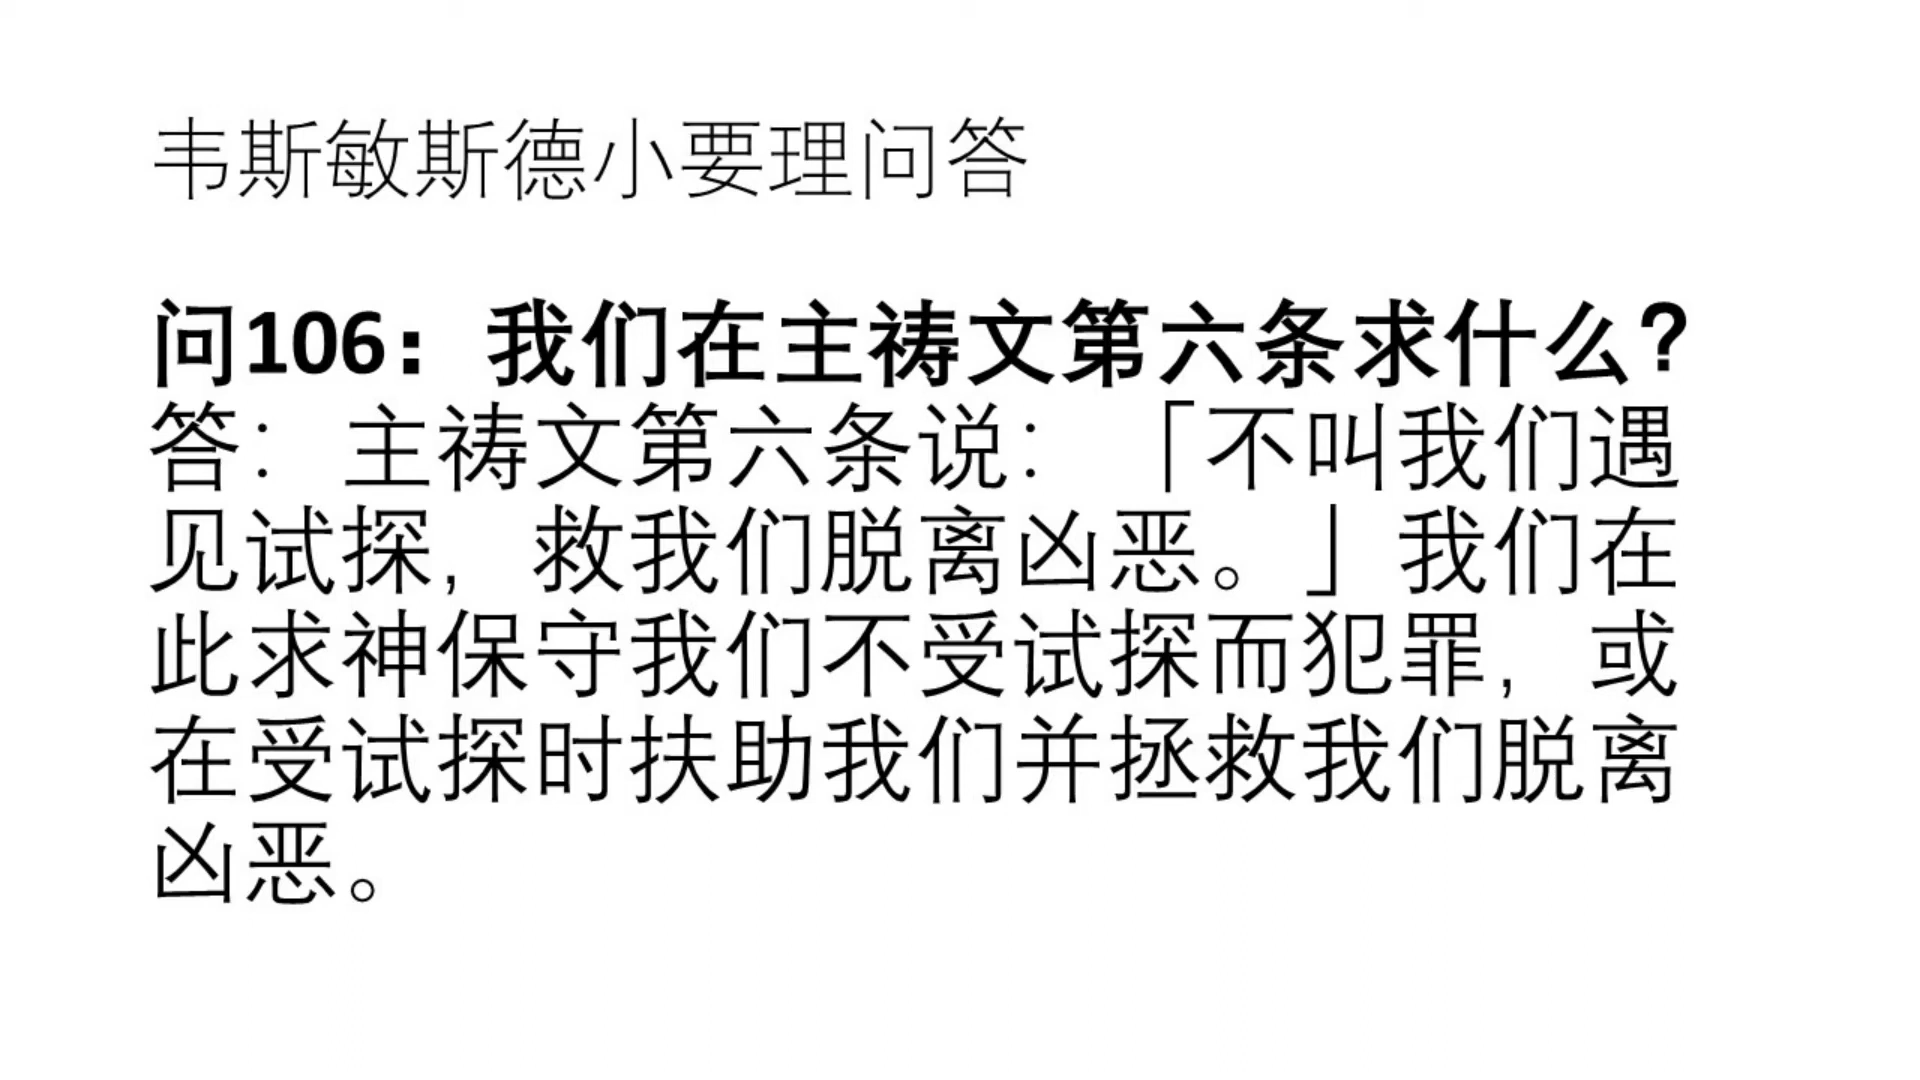 韦斯敏斯德小要理问答
问106：我们在主祷文第六条求什么？
答：主祷文第六条说：「不叫我们遇
见试探，救我们脱离凶恶。」我们在
此求神保守我们不受试探而犯罪，或
在受试探时扶助我们并拯救我们脱离
凶恶。